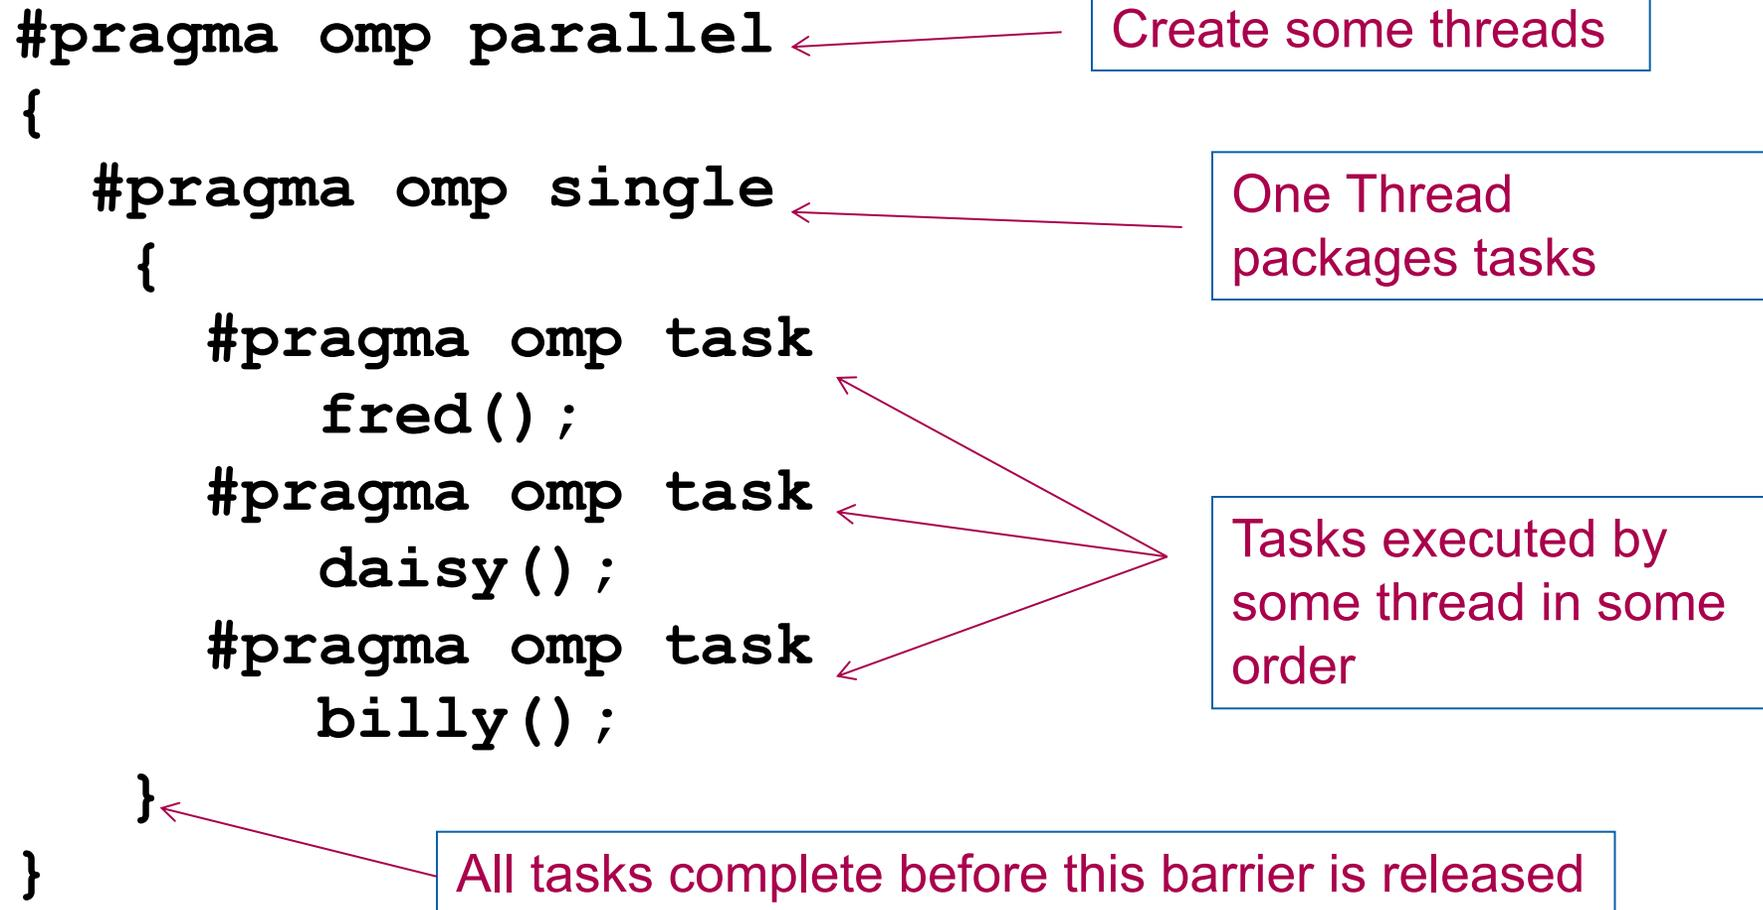 #pragma omp parallel
Create some threads
{
#pragma omp single
One Thread
packages tasks
{
#pragma omp task
fred();
#pragma omp task
daisy();
Tasks executed by
some thread in some
order
#pragma omp task
billy();
}
}
All tasks complete before this barrier is released